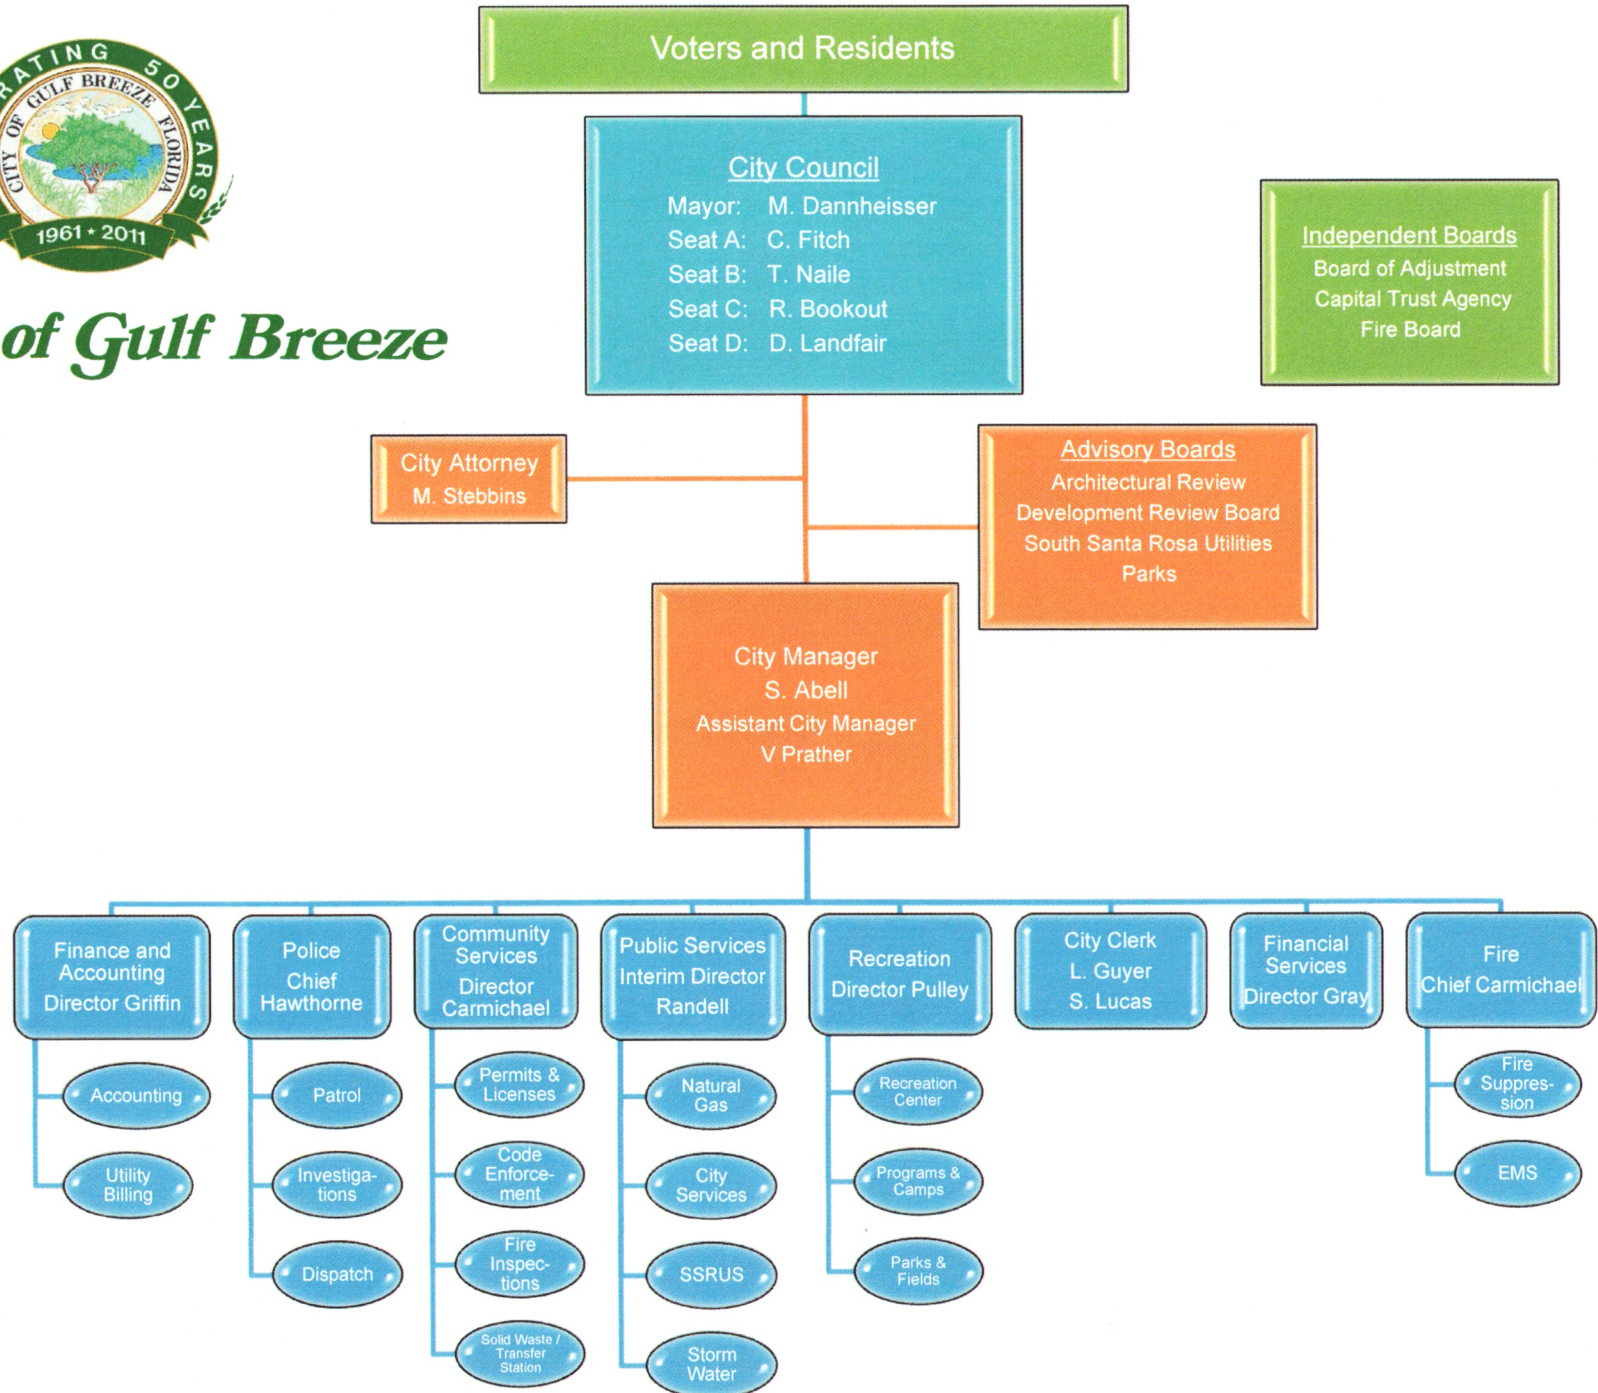 Voters and Residents
RATING 50 YEARS
CITY OF GULF BREEZE FLORIDA
1961 * 2011
of Gulf Breeze
City Council
Mayor: M. Dannheisser
Seat A: C. Fitch
Seat B: T. Naile
Seat C: R. Bookout
Seat D: D. Landfair
Independent Boards
Board of Adjustment
Capital Trust Agency
Fire Board
City Attorney
M. Stebbins
Advisory Boards
Architectural Review
Development Review Board
South Santa Rosa Utilities
Parks
City Manager
S. Abell
Assistant City Manager
V Prather
Finance and
Accounting
Director Griffin
Accounting
Utility
Billing
Police
Chief
Hawthorne
Patrol
Investiga-
tions
Dispatch
Community
Services
Director
Carmichael
Permits &
Licenses
Code
Enforce-
ment
Fire
Inspec-
tions
Solid Waste /
Transfer
Station
Public Services
Interim Director
Randell
Natural
Gas
City
Services
SSRUS
Storm
Water
Recreation
Director Pulley
Recreation
Center
Programs &
Camps
Parks &
Fields
City Clerk
L. Guyer
S. Lucas
Financial
Services
Director Gray
Fire
Chief Carmichael
Fire
Suppres-
sion
EMS